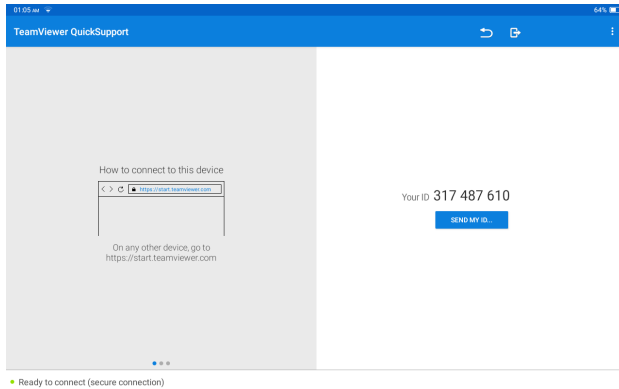 01:05 AM
64%
TeamViewer QuickSupport
How to connect to this device
https://start.teamviewer.com
On any other device, go to
https://start.teamviewer.com
Your ID 317 487 610
SEND MY ID...
Ready to connect (secure connection)